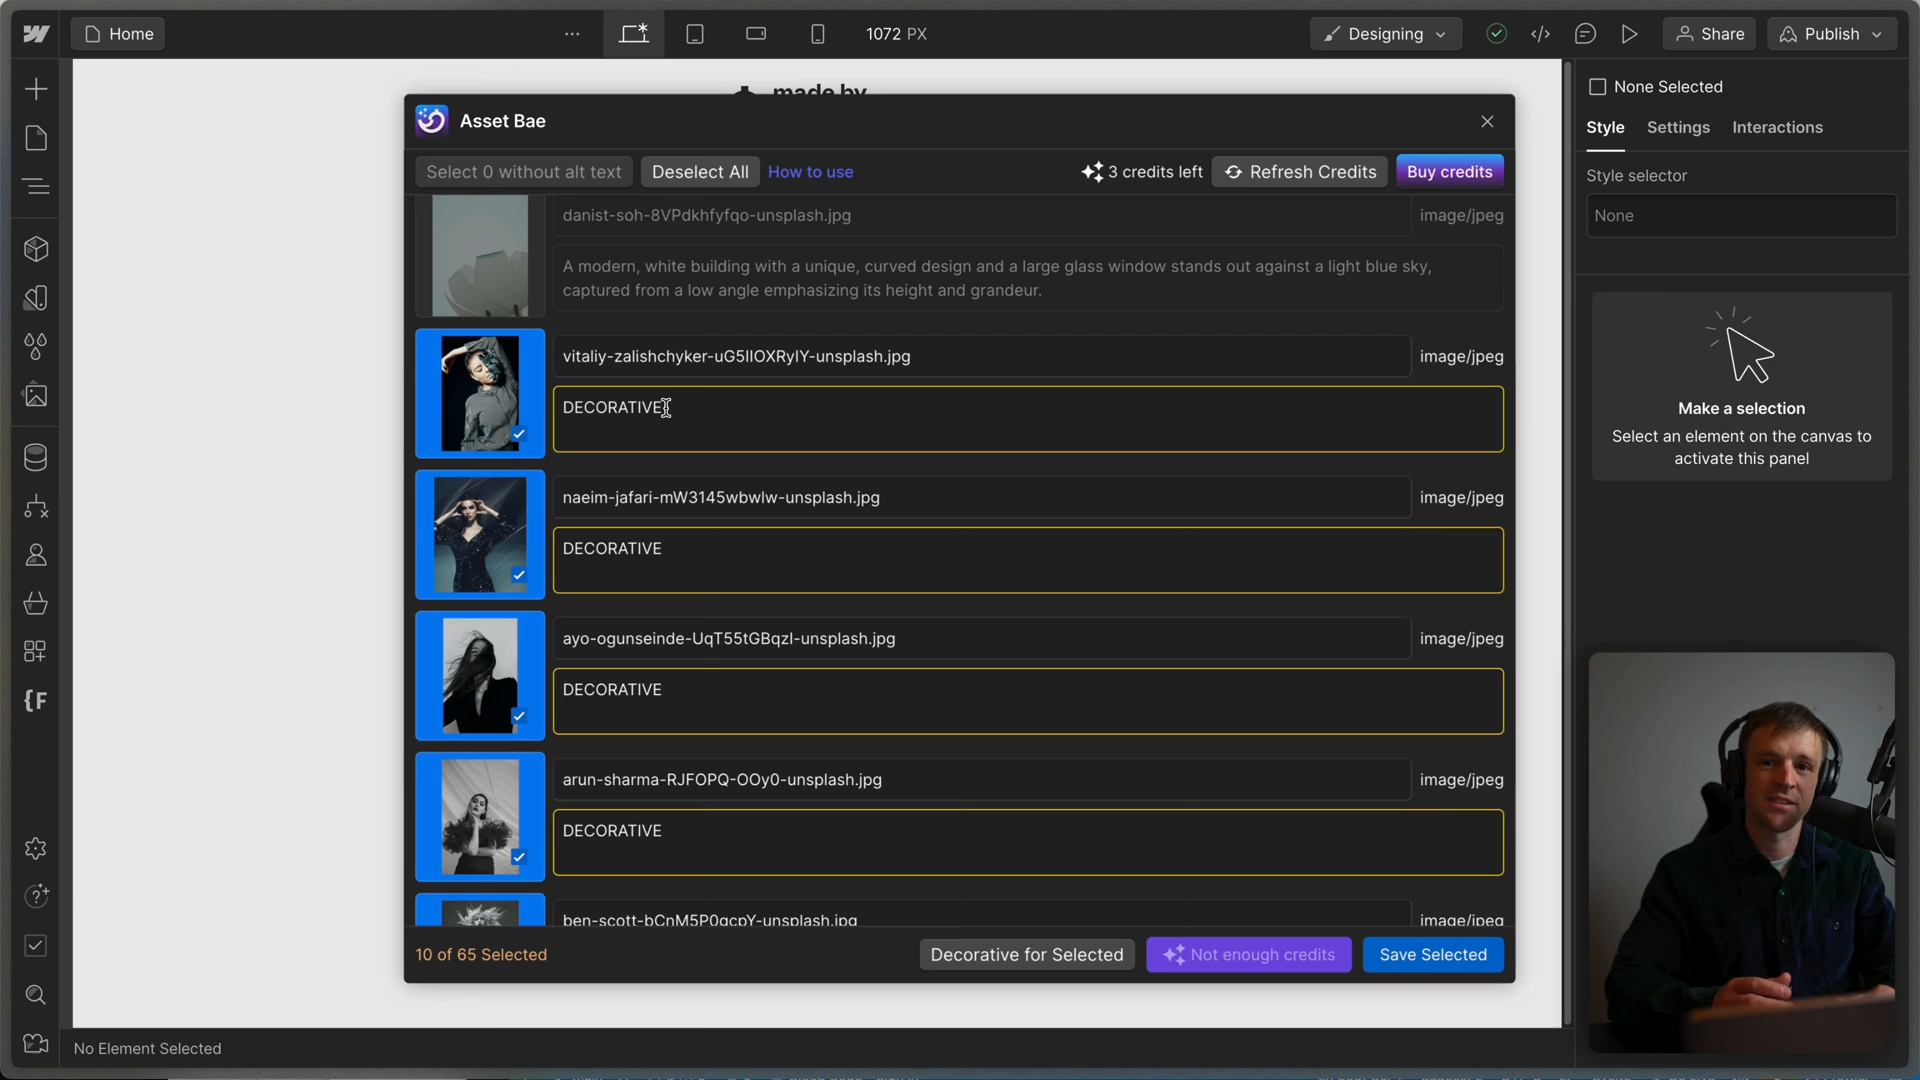 Home
...
1072 PX
Designing
Share
Publish
made by
Asset Bae
Select 0 without alt text
Deselect All
How to use
3 credits left
Refresh Credits
Buy credits
danist-soh-8VPdkhfyfqo-unsplash.jpg
image/jpeg
A modern, white building with a unique, curved design and a large glass window stands out against a light blue sky,
captured from a low angle emphasizing its height and grandeur.
vitaliy-zalishchyker-uG5IIOXRyIY-unsplash.jpg
image/jpeg
DECORATIVE
naeim-jafari-mW3145wbwIw-unsplash.jpg
image/jpeg
DECORATIVE
ayo-ogunseinde-UqT55tGBqzI-unsplash.jpg
image/jpeg
DECORATIVE
arun-sharma-RJFOPQ-OOy0-unsplash.jpg
image/jpeg
DECORATIVE
ben-scott-bCnM5P0gcpY-unsplash.jpg
image/jpeg
10 of 65 Selected
Decorative for Selected
Not enough credits
Save Selected
None Selected
Style
Settings
Interactions
Style selector
None
Make a selection
Select an element on the canvas to
activate this panel
No Element Selected